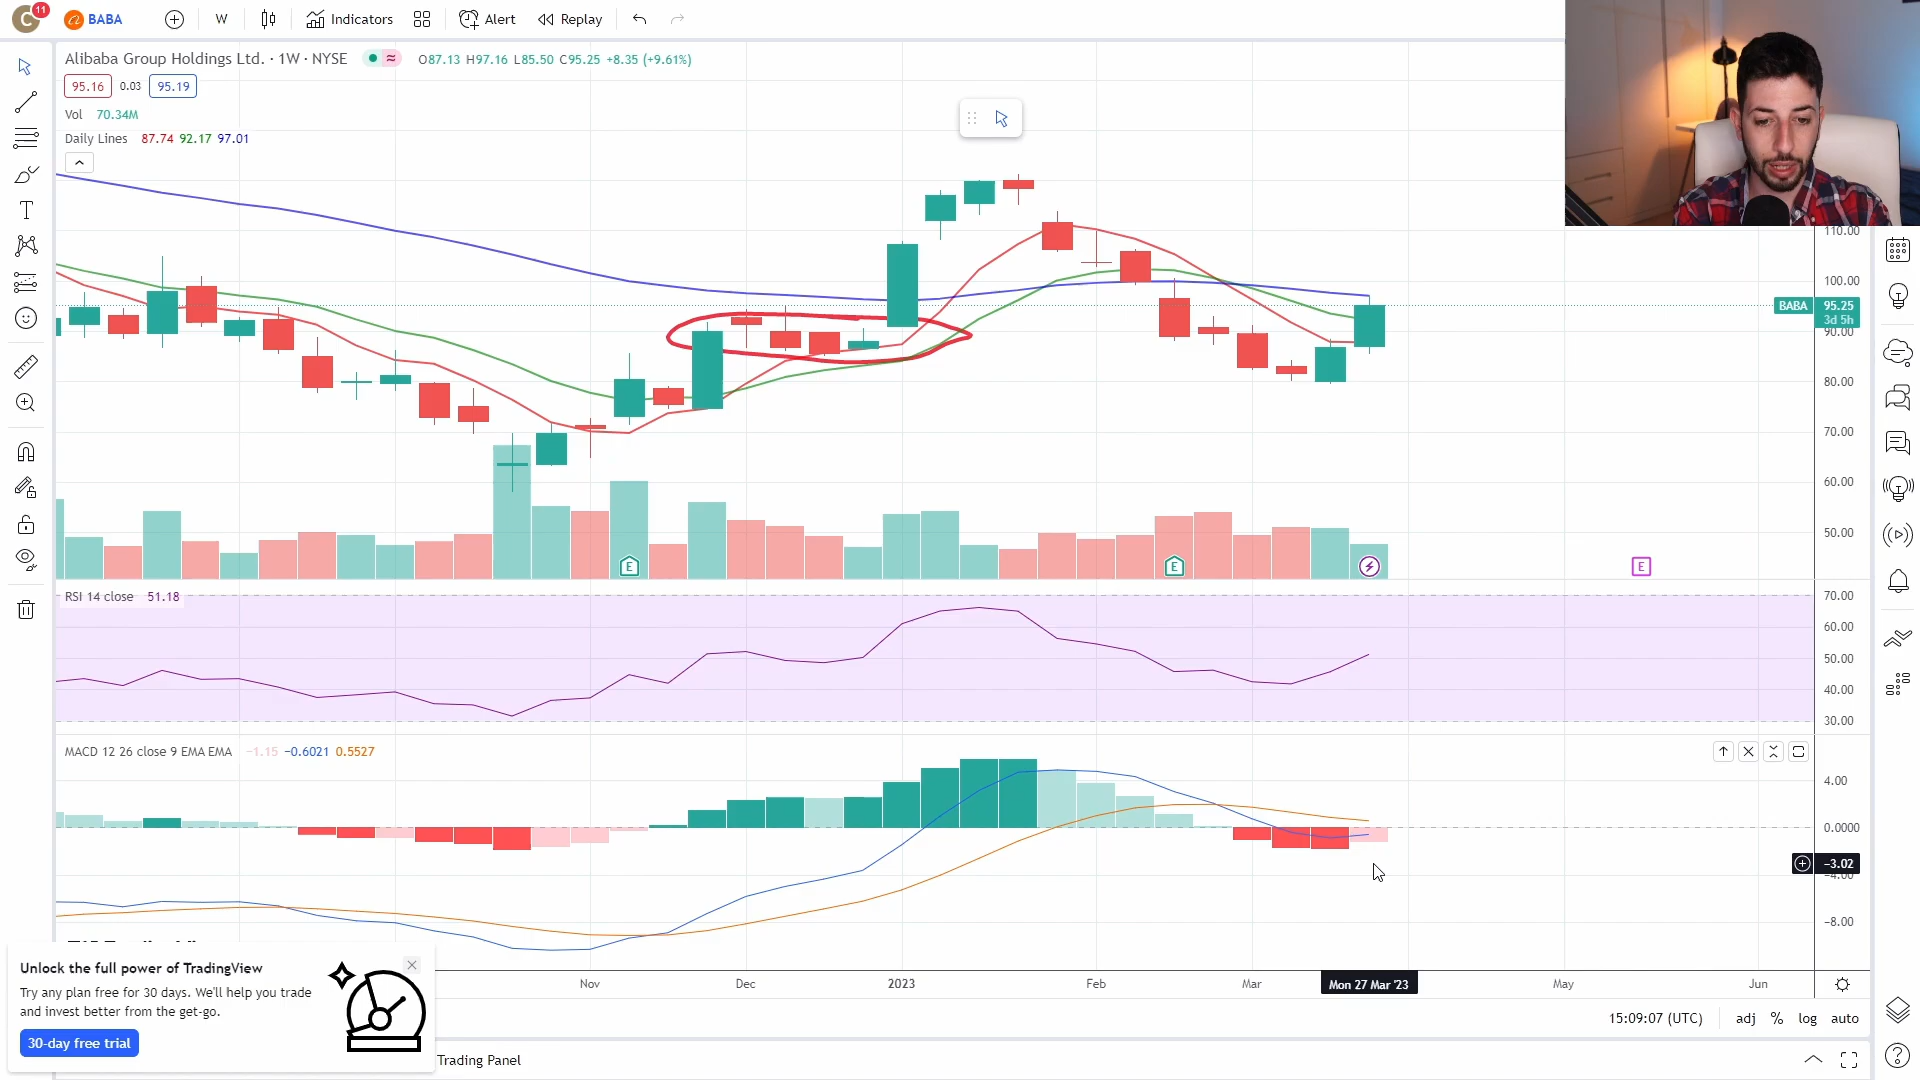 C 11 BABA W Indicators Alert Replay
Alibaba Group Holdings Ltd. · 1W · NYSE ≈ O87.13 H97.16 L85.50 C95.25 +8.35 (+9.61%)
95.16 0.03 95.19
Vol 70.34M
Daily Lines 87.74 92.17 97.01
110.00
100.00
BABA 95.25
3d 5h
90.00
80.00
70.00
60.00
50.00
E E E
RSI 14 close 51.18
70.00
60.00
50.00
40.00
30.00
MACD 12 26 close 9 EMA EMA −1.15 −0.6021 0.5527
4.00
0.0000
−3.02
−4.00
−8.00
Nov Dec 2023 Feb Mar Mon 27 Mar '23 May Jun
Unlock the full power of TradingView
Try any plan free for 30 days. We'll help you trade
and invest better from the get-go.
30-day free trial
15:09:07 (UTC) adj % log auto
Trading Panel